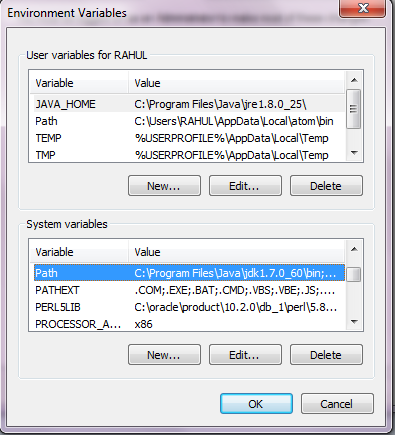 Environment Variables
User variables for RAHUL
Variable Value
JAVA_HOME C:\Program Files\Java\jre1.8.0_25\
Path C:\Users\RAHUL\AppData\Local\atom\bin
TEMP %USERPROFILE%\AppData\Local\Temp
TMP %USERPROFILE%\AppData\Local\Temp
New... Edit... Delete
System variables
Variable Value
Path C:\Program Files\Java\jdk1.7.0_60\bin;...
PATHEXT .COM;.EXE;.BAT;.CMD;.VBS;.VBE;.JS;....
PERL5LIB C:\oracle\product\10.2.0\db_1\perl\5.8...
PROCESSOR_A... x86
New... Edit... Delete
OK Cancel